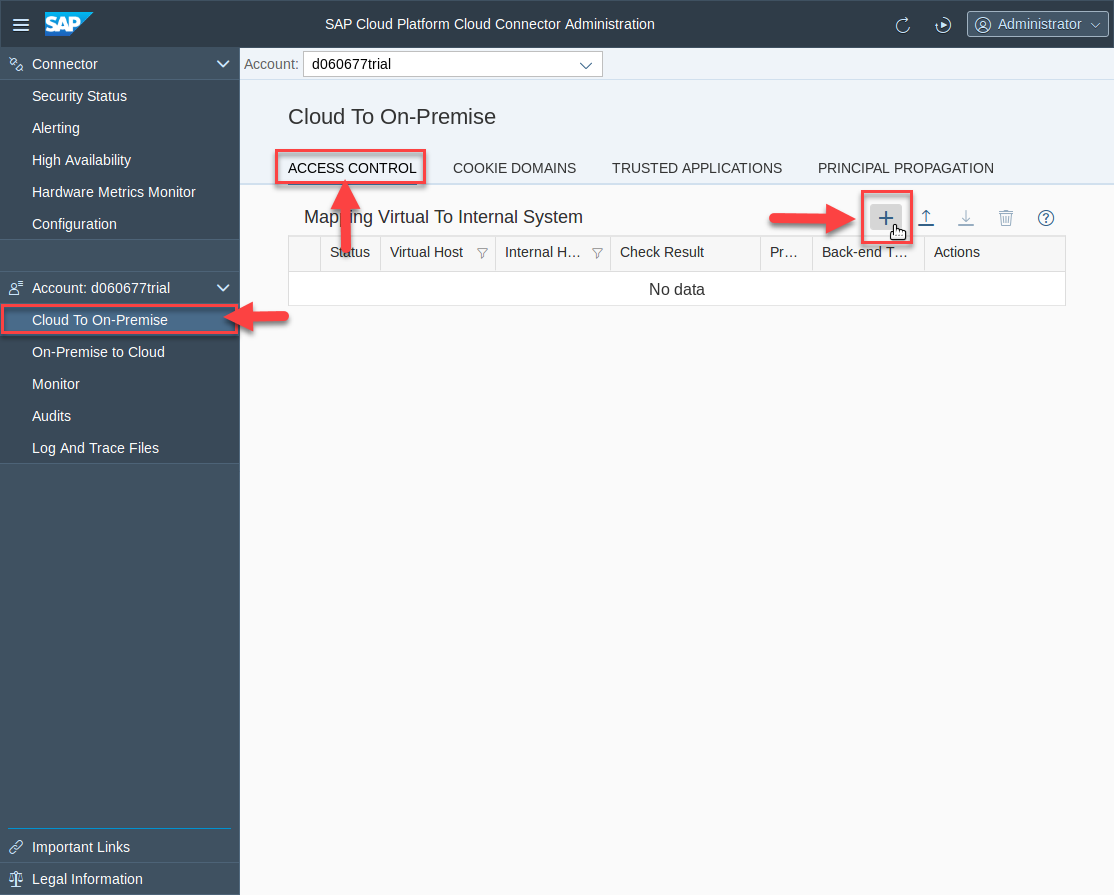 SAP
SAP Cloud Platform Cloud Connector Administration
Administrator
Connector
Security Status
Alerting
High Availability
Hardware Metrics Monitor
Configuration
Account: d060677trial
Cloud To On-Premise
On-Premise to Cloud
Monitor
Audits
Log And Trace Files
Important Links
Legal Information
Account: d060677trial
Cloud To On-Premise
ACCESS CONTROL COOKIE DOMAINS TRUSTED APPLICATIONS PRINCIPAL PROPAGATION
Mapping Virtual To Internal System
Status Virtual Host Internal H... Check Result Pr... Back-end T... Actions
No data